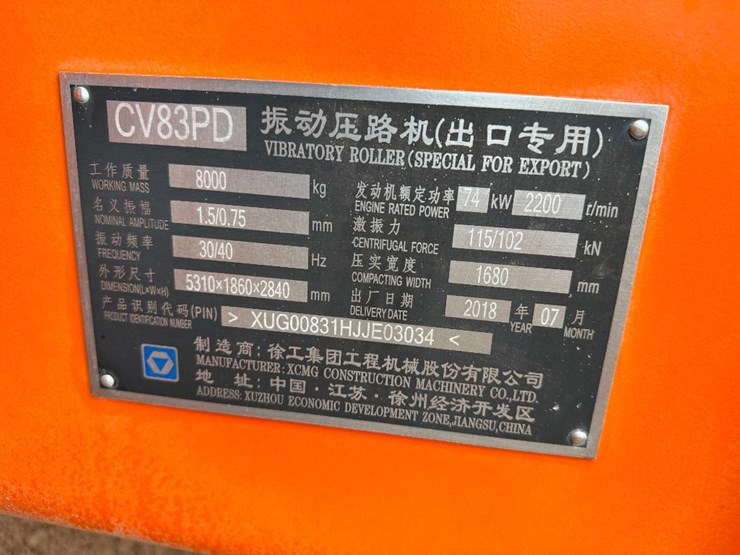 CV83PD 振动压路机(出口专用)
VIBRATORY ROLLER(SPECIAL FOR EXPORT)
工作质量 8000 kg
WORKING MASS
名义振幅 1.5/0.75 mm
NOMINAL AMPLITUDE
振动频率 30/40 Hz
FREQUENCY
外形尺寸 5310×1860×2840 mm
DIMENSION(L×W×H)
发动机额定功率 74 kW 2200 r/min
ENGINE RATED POWER
激振力 115/102 kN
CENTRIFUGAL FORCE
压实宽度 1680 mm
COMPACTING WIDTH
出厂日期 2018 年 07 月
DELIVERY DATE YEAR MONTH
产品识别代码(PIN) > XUG00831HJJE03034 <
PRODUCT IDENTIFICATION NUMBER
制造商:徐工集团工程机械股份有限公司
MANUFACTURER: XCMG CONSTRUCTION MACHINERY CO.,LTD.
地 址:中国·江苏·徐州经济开发区
ADDRESS: XUZHOU ECONOMIC DEVELOPMENT ZONE,JIANGSU,CHINA